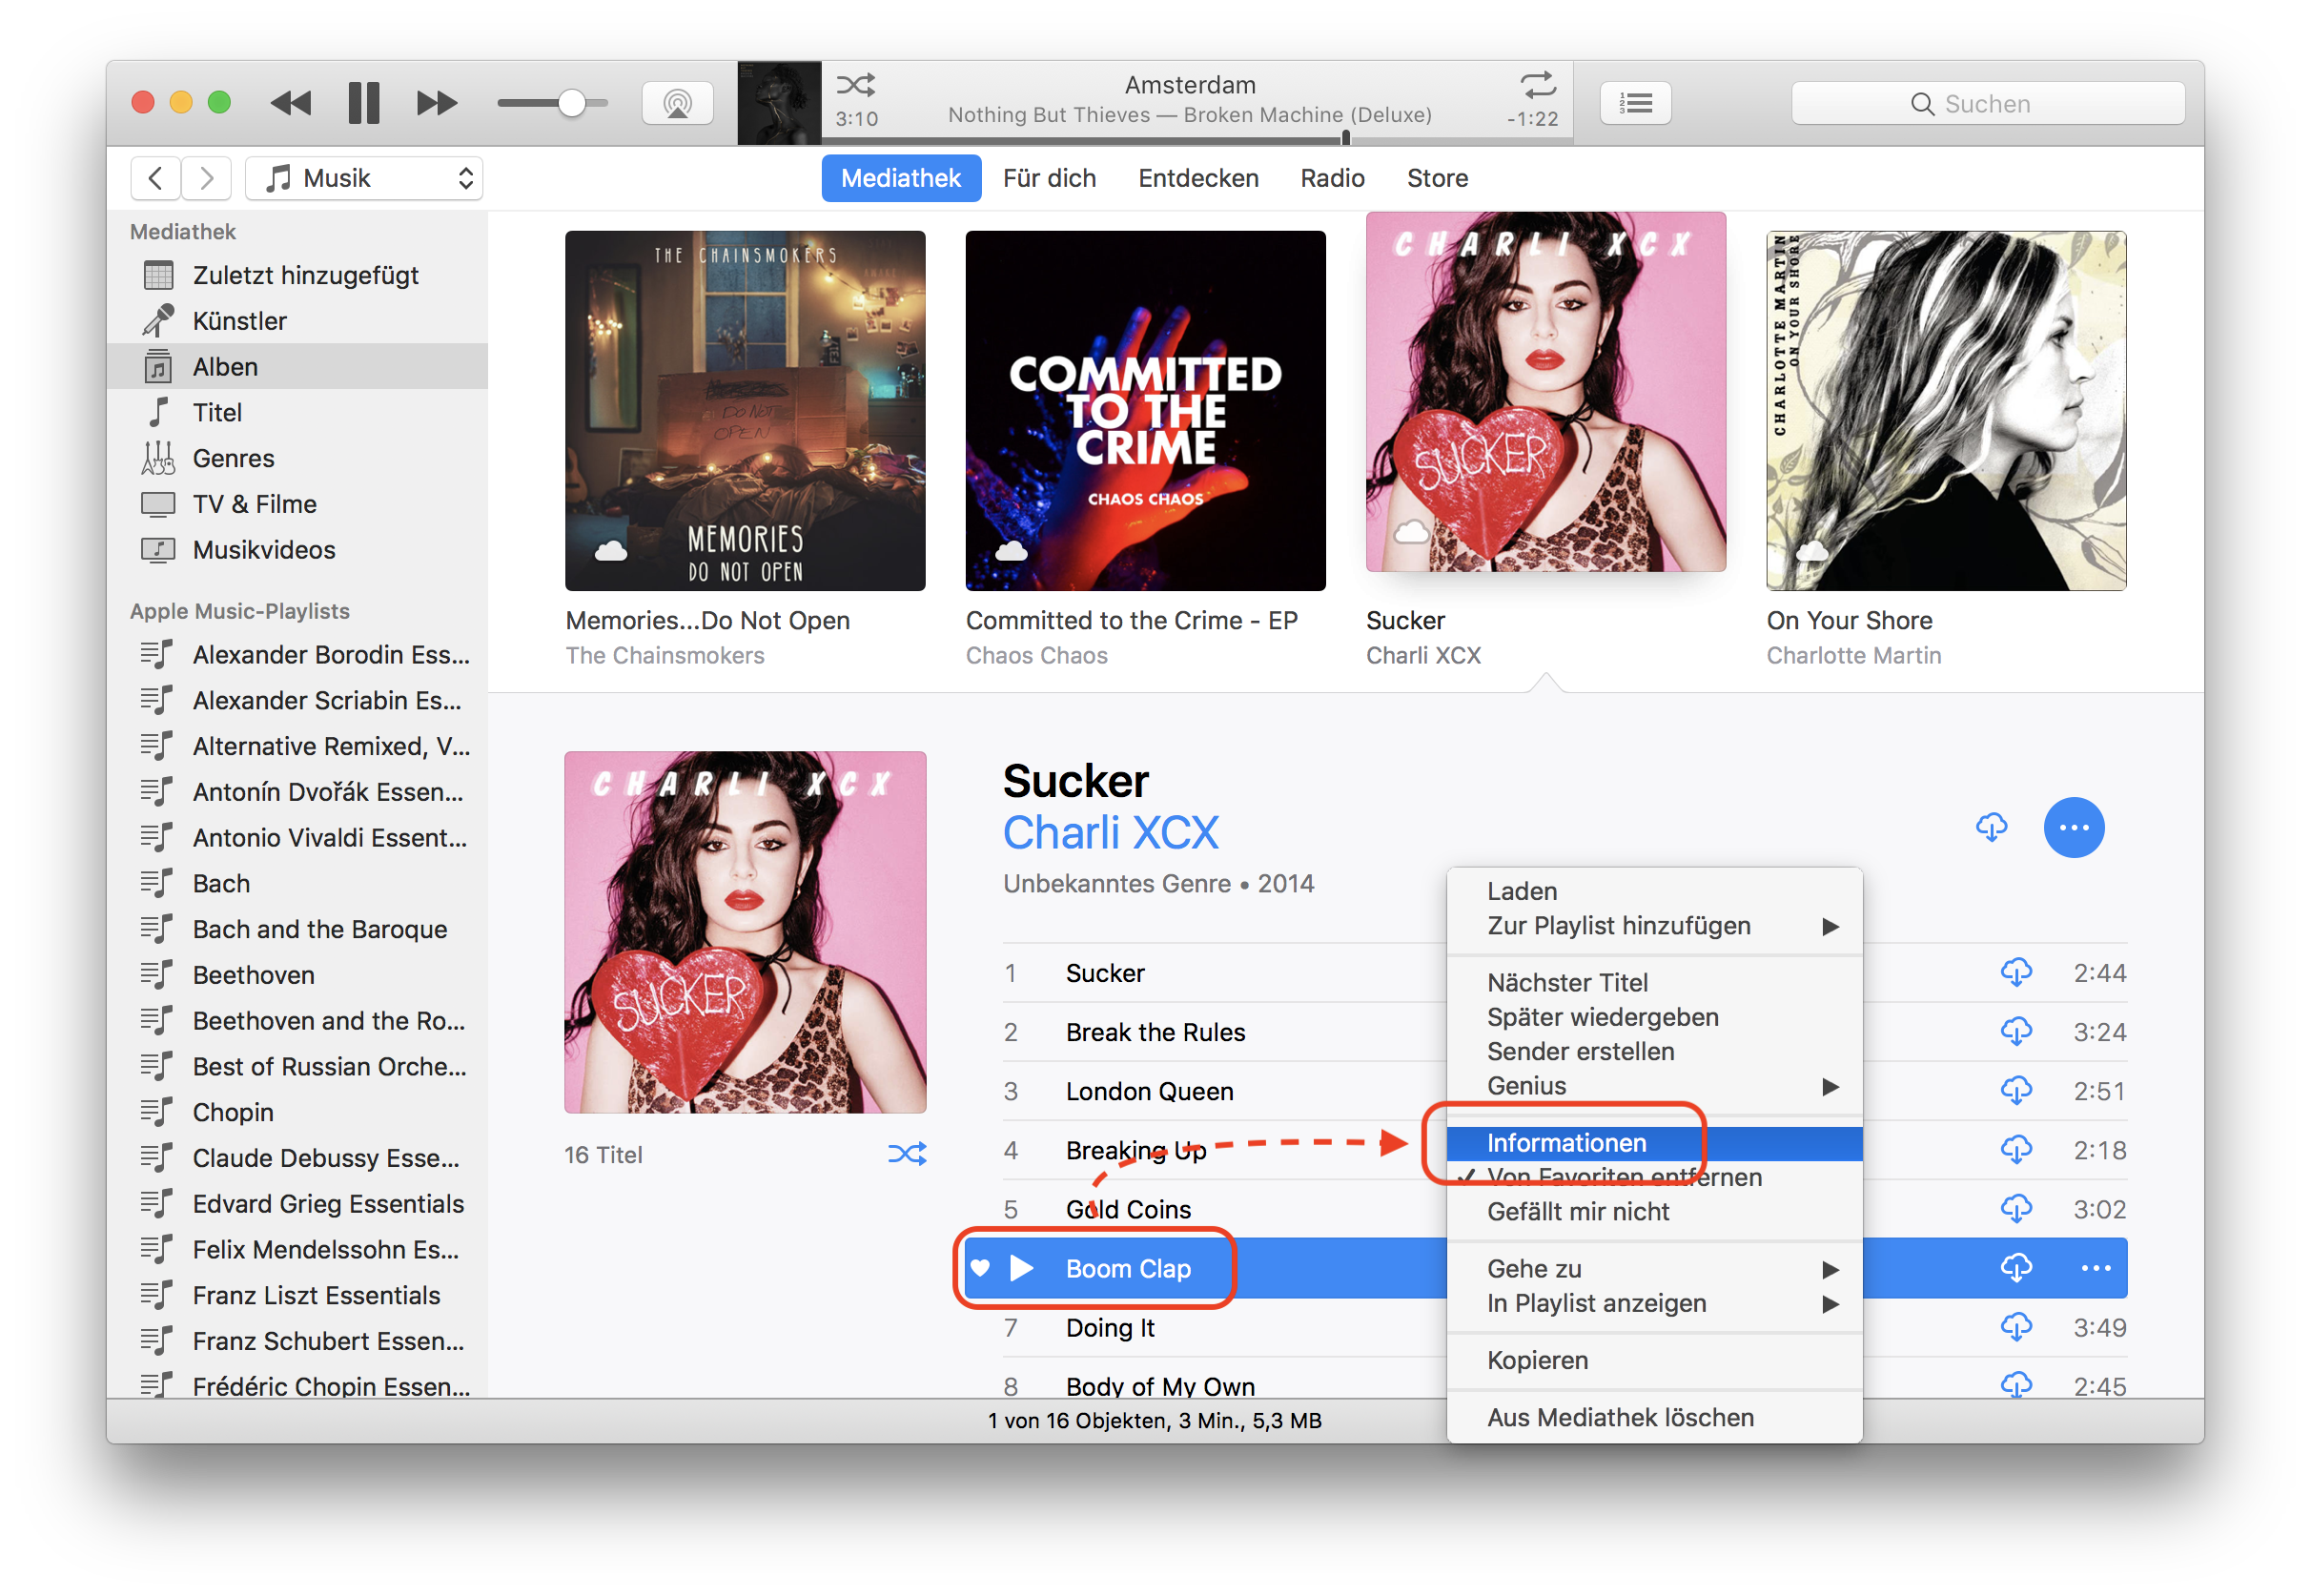 Amsterdam
3:10
Nothing But Thieves — Broken Machine (Deluxe)
-1:22
Suchen
Musik
Mediathek
Für dich
Entdecken
Radio
Store
Mediathek
Zuletzt hinzugefügt
Künstler
Alben
Titel
Genres
TV & Filme
Musikvideos
Apple Music-Playlists
Alexander Borodin Ess...
Alexander Scriabin Es...
Alternative Remixed, V...
Antonín Dvořák Essen...
Antonio Vivaldi Essent...
Bach
Bach and the Baroque
Beethoven
Beethoven and the Ro...
Best of Russian Orche...
Chopin
Claude Debussy Esse...
Edvard Grieg Essentials
Felix Mendelssohn Es...
Franz Liszt Essentials
Franz Schubert Essen...
Frédéric Chopin Essen...
THE CHAINSMOKERS
DO NOT
OPEN
MEMORIES
DO NOT OPEN
Memories...Do Not Open
The Chainsmokers
COMMITTED
TO THE
CRIME
CHAOS CHAOS
Committed to the Crime - EP
Chaos Chaos
CHARLI XCX
SUCKER
Sucker
Charli XCX
CHARLOTTE MARTIN
ON YOUR SHORE
On Your Shore
Charlotte Martin
CHARLI XCX
SUCKER
16 Titel
Sucker
Charli XCX
Unbekanntes Genre • 2014
1 Sucker 2:44
2 Break the Rules 3:24
3 London Queen 2:51
4 Breaking Up 2:18
5 Gold Coins 3:02
Boom Clap
7 Doing It 3:49
8 Body of My Own 2:45
Laden
Zur Playlist hinzufügen
Nächster Titel
Später wiedergeben
Sender erstellen
Genius
Informationen
Von Favoriten entfernen
Gefällt mir nicht
Gehe zu
In Playlist anzeigen
Kopieren
Aus Mediathek löschen
1 von 16 Objekten, 3 Min., 5,3 MB